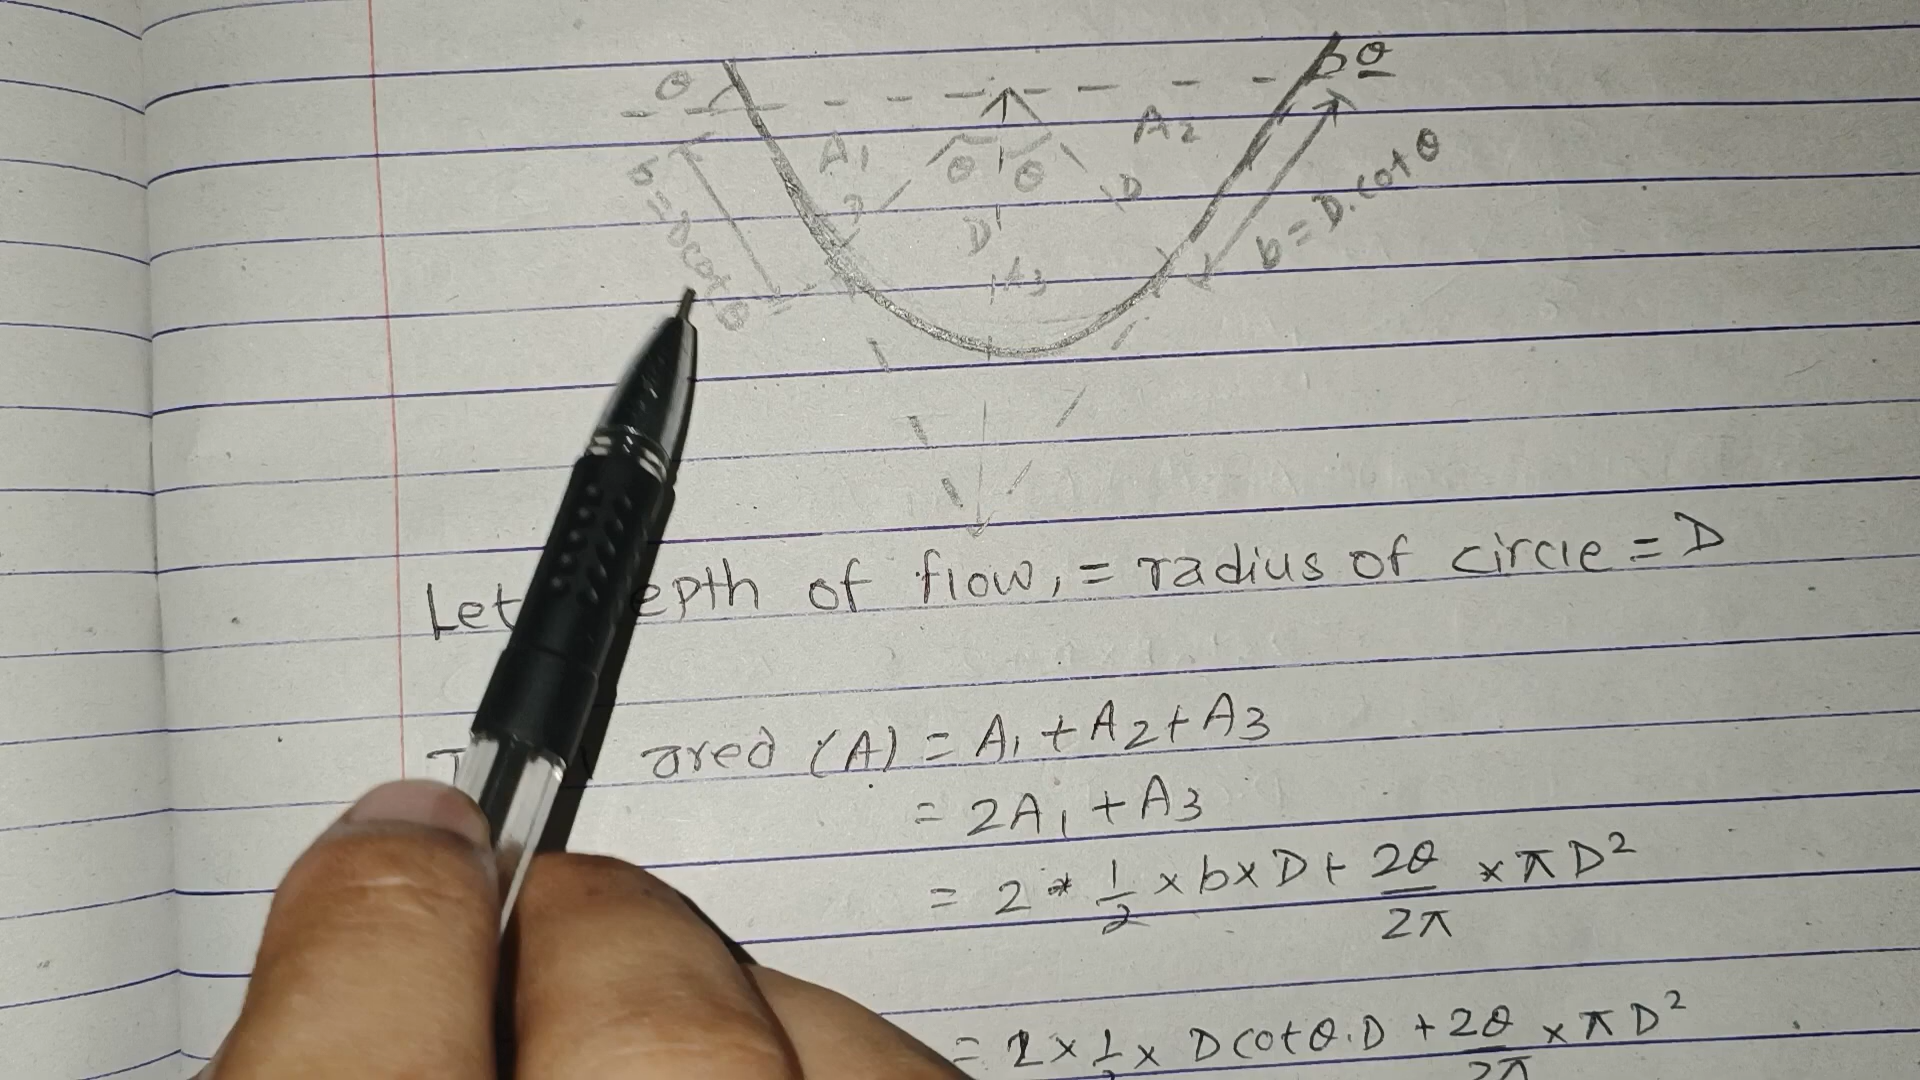 θ θ
A1 A2
θ θ
b=Dcotθ D D b=D.cotθ
D
A3
Let epth of flow, = radius of circle = D
area (A) = A1+A2+A3
= 2A1+A3
= 2*1/2×b×D+2θ/2π×πD²
= 2×1/2×Dcotθ.D+2θ/2π×πD²